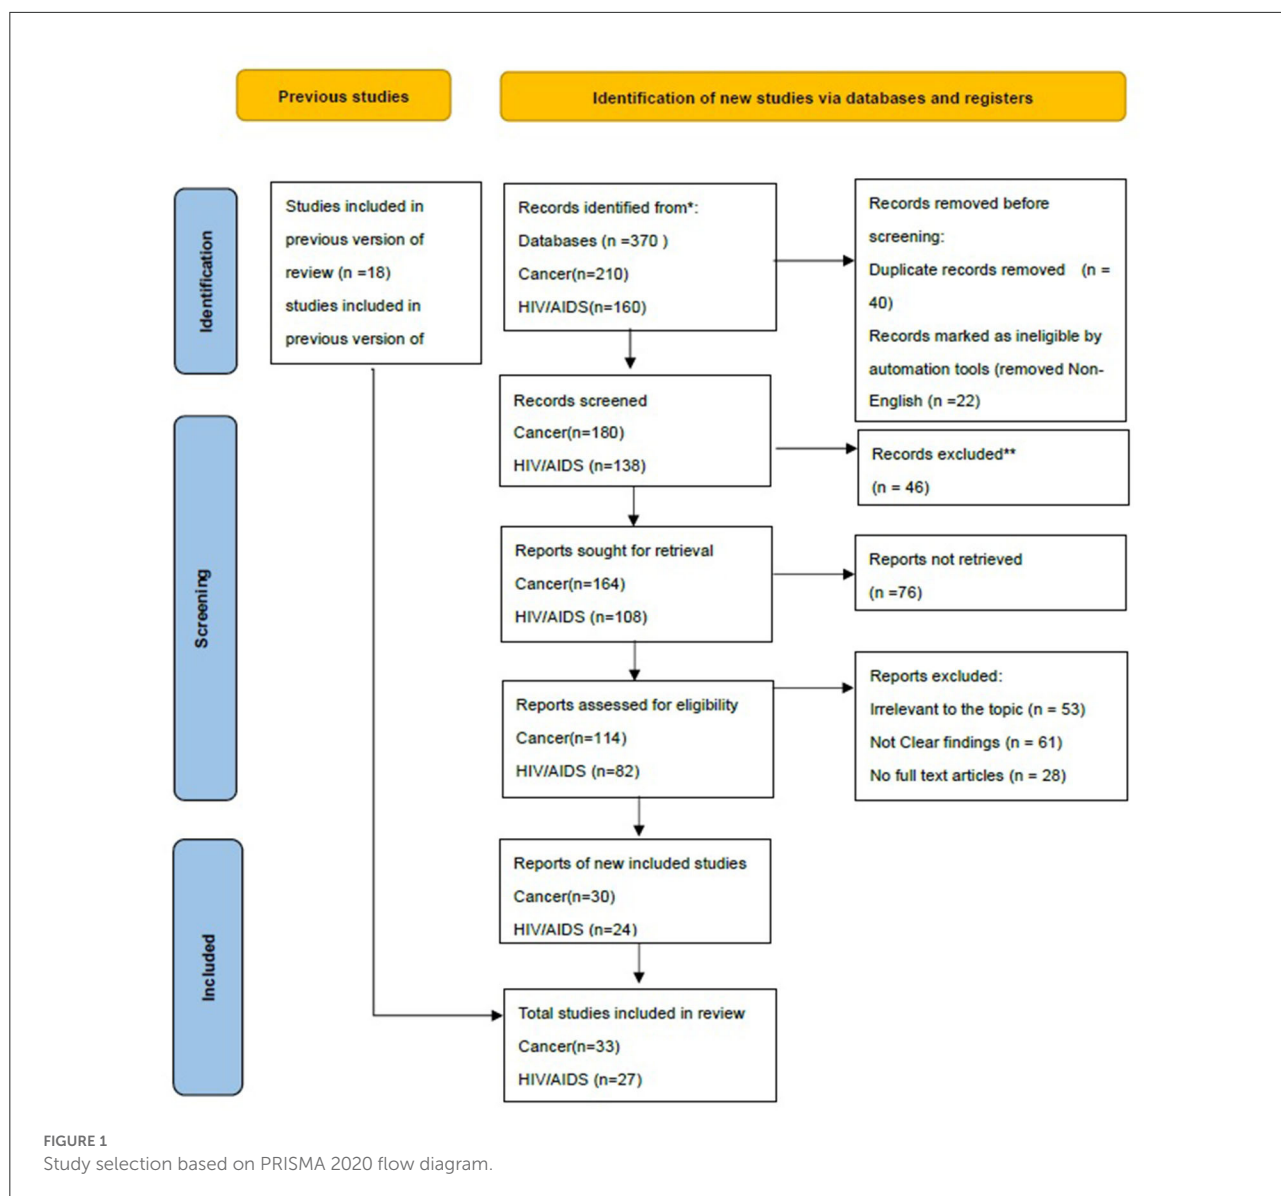 Previous studies
Identification of new studies via databases and registers
Identification
Studies included in
previous version of
review (n =18)
studies included in
previous version of
Records identified from*:
Databases (n =370 )
Cancer(n=210)
HIV/AIDS(n=160)
Records removed before
screening:
Duplicate records removed (n =
40)
Records marked as ineligible by
automation tools (removed Non-
English (n =22)
Screening
Records screened
Cancer(n=180)
HIV/AIDS (n=138)
Records excluded**
(n = 46)
Reports sought for retrieval
Cancer(n=164)
HIV/AIDS (n=108)
Reports not retrieved
(n =76)
Reports assessed for eligibility
Cancer(n=114)
HIV/AIDS (n=82)
Reports excluded:
Irrelevant to the topic (n = 53)
Not Clear findings (n = 61)
No full text articles (n = 28)
Included
Reports of new included studies
Cancer(n=30)
HIV/AIDS (n=24)
Total studies included in review
Cancer(n=33)
HIV/AIDS (n=27)
FIGURE 1
Study selection based on PRISMA 2020 flow diagram.